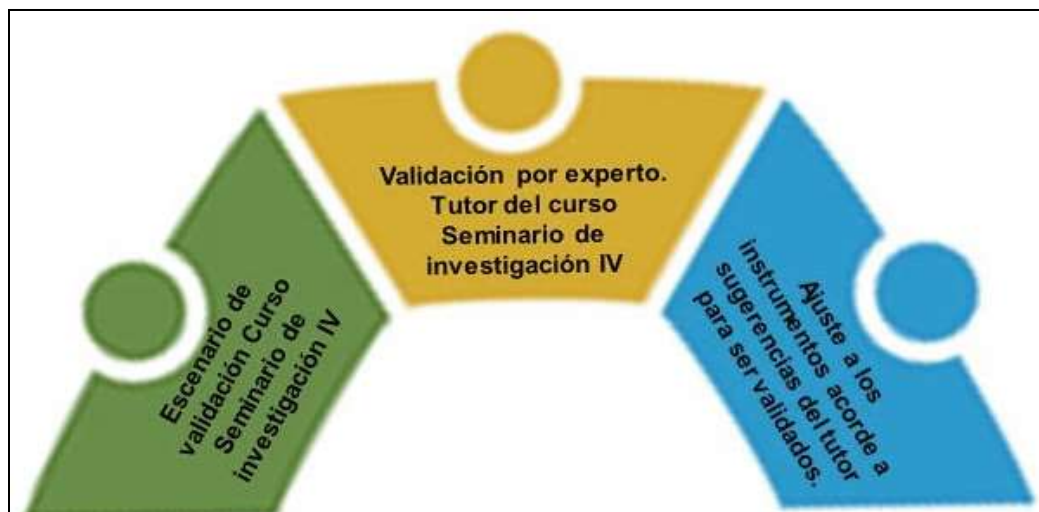 Escenario de
validación Curso
Seminario de
investigación IV
Validación por experto.
Tutor del curso
Seminario de
investigación IV
Ajuste a los
instrumentos acorde a
sugerencias del tutor
para ser validados.